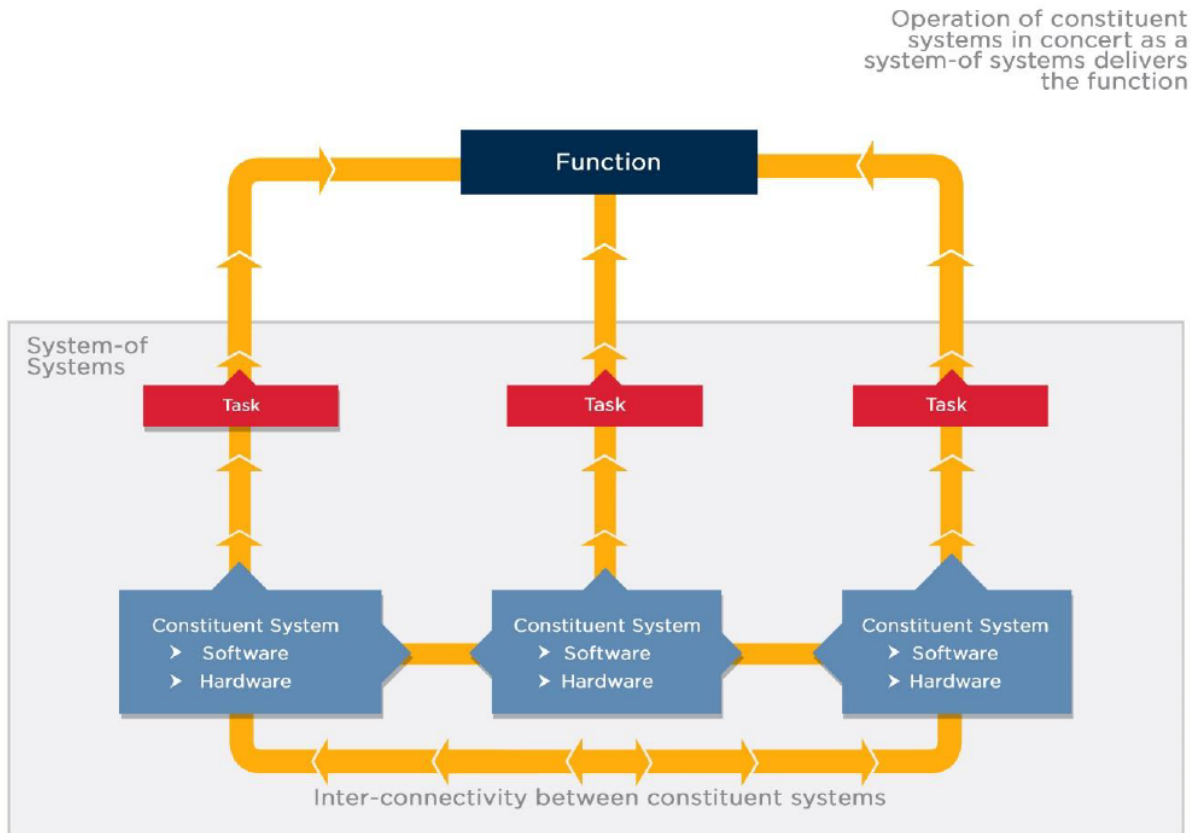 Operation of constituent
systems in concert as a
system-of systems delivers
the function
Function
System-of
Systems
Task
Task
Task
Constituent System
➤ Software
➤ Hardware
Constituent System
➤ Software
➤ Hardware
Constituent System
➤ Software
➤ Hardware
Inter-connectivity between constituent systems